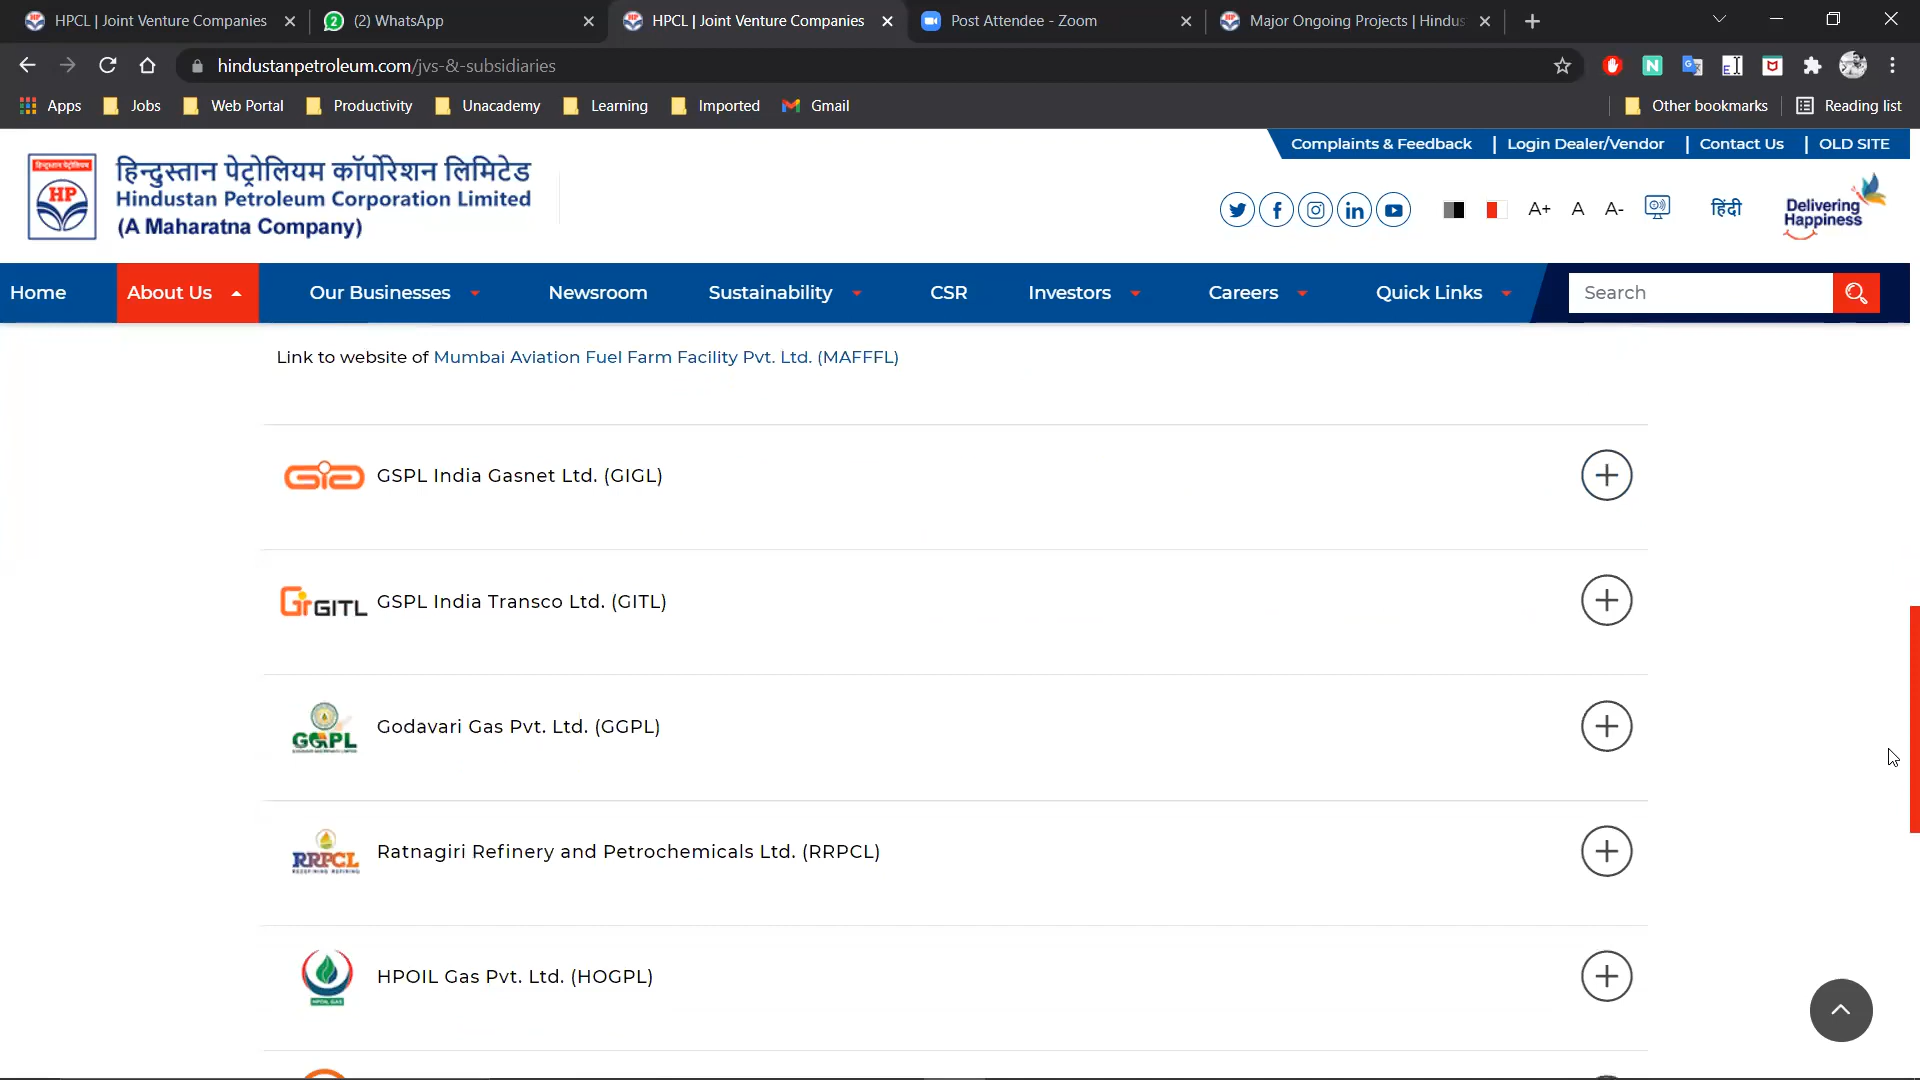 HPCL | Joint Venture Companies
(2) WhatsApp
HPCL | Joint Venture Companies
Post Attendee - Zoom
Major Ongoing Projects | Hindus
hindustanpetroleum.com/jvs-&-subsidiaries
Apps Jobs Web Portal Productivity Unacademy Learning Imported Gmail Other bookmarks Reading list
Complaints & Feedback | Login Dealer/Vendor | Contact Us | OLD SITE
हिन्दुस्तान पेट्रोलियम
HP
हिन्दुस्तान पेट्रोलियम कॉर्पोरेशन लिमिटेड
Hindustan Petroleum Corporation Limited
(A Maharatna Company)
A+ A A- हिंदी
Delivering
Happiness
Home About Us Our Businesses Newsroom Sustainability CSR Investors Careers Quick Links Search
Link to website of Mumbai Aviation Fuel Farm Facility Pvt. Ltd. (MAFFFL)
GSPL India Gasnet Ltd. (GIGL)
GITL GSPL India Transco Ltd. (GITL)
GGPL Godavari Gas Pvt. Ltd. (GGPL)
RRPCL Ratnagiri Refinery and Petrochemicals Ltd. (RRPCL)
REDEFINING REFINING
HPOIL GAS HPOIL Gas Pvt. Ltd. (HOGPL)